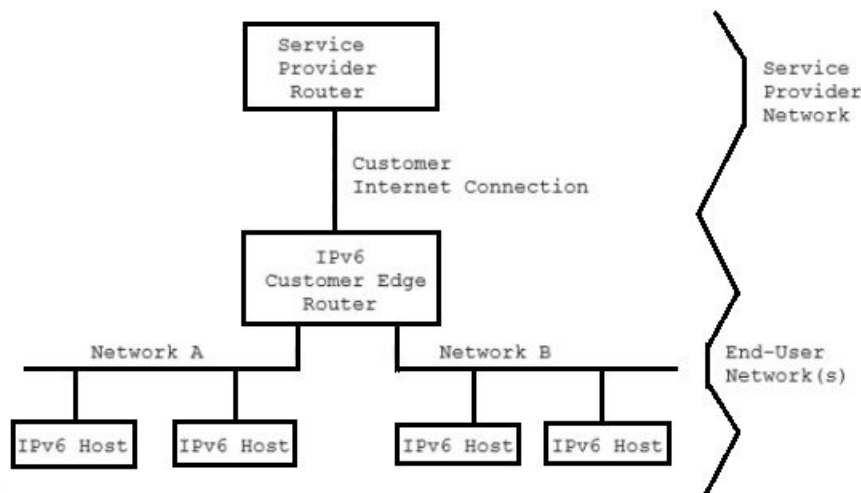 Service
Provider
Router
Service
Provider
Network
Customer
Internet Connection
IPv6
Customer Edge
Router
Network A
Network B
End-User
Network(s)
IPv6 Host
IPv6 Host
IPv6 Host
IPv6 Host